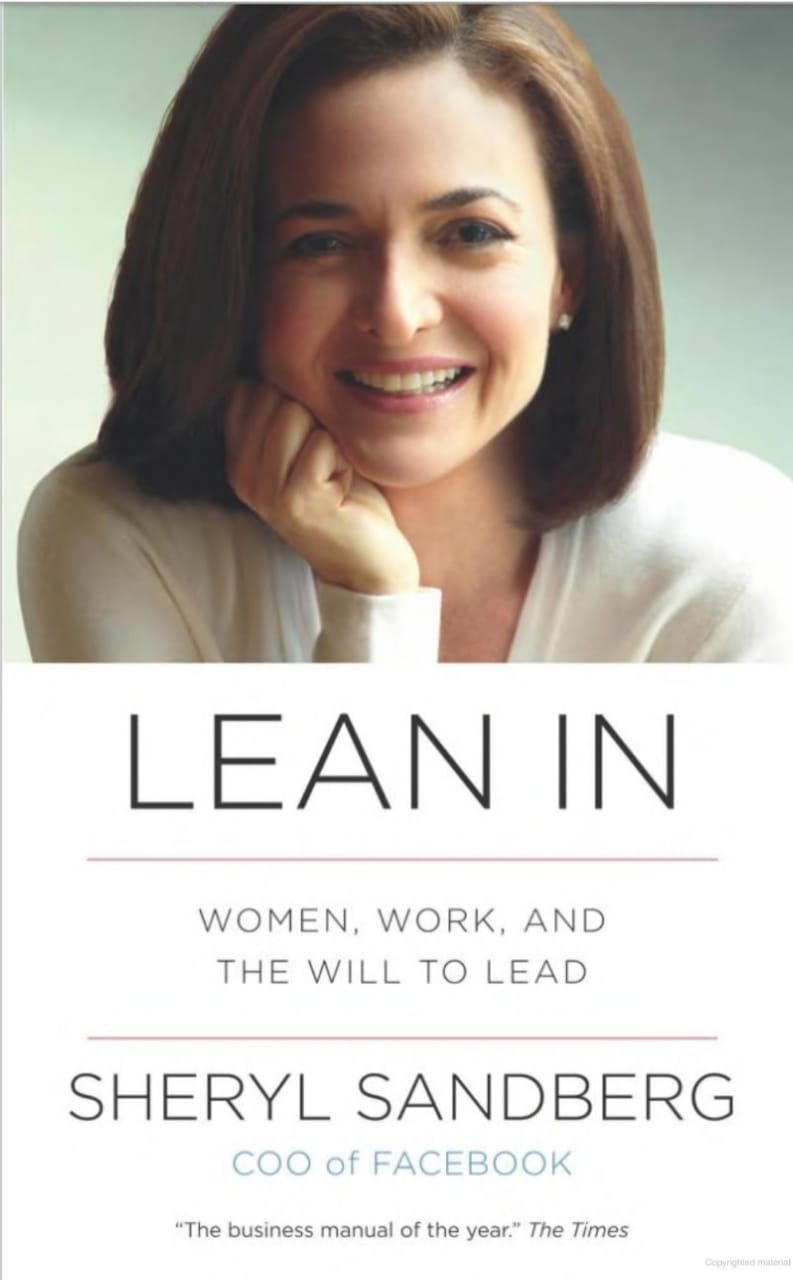 LEAN IN
WOMEN, WORK, AND
THE WILL TO LEAD
SHERYL SANDBERG
COO of FACEBOOK
“The business manual of the year.” The Times
Copyrighted material